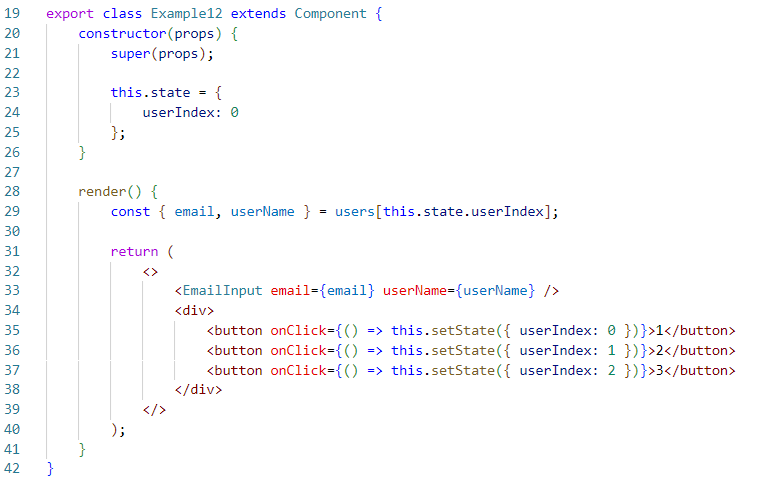 19 export class Example12 extends Component {
20     constructor(props) {
21         super(props);
22
23         this.state = {
24             userIndex: 0
25         };
26     }
27
28     render() {
29         const { email, userName } = users[this.state.userIndex];
30
31         return (
32             <>
33                 <EmailInput email={email} userName={userName} />
34                 <div>
35                     <button onClick={() => this.setState({ userIndex: 0 })}>1</button>
36                     <button onClick={() => this.setState({ userIndex: 1 })}>2</button>
37                     <button onClick={() => this.setState({ userIndex: 2 })}>3</button>
38                 </div>
39             </>
40         );
41     }
42 }